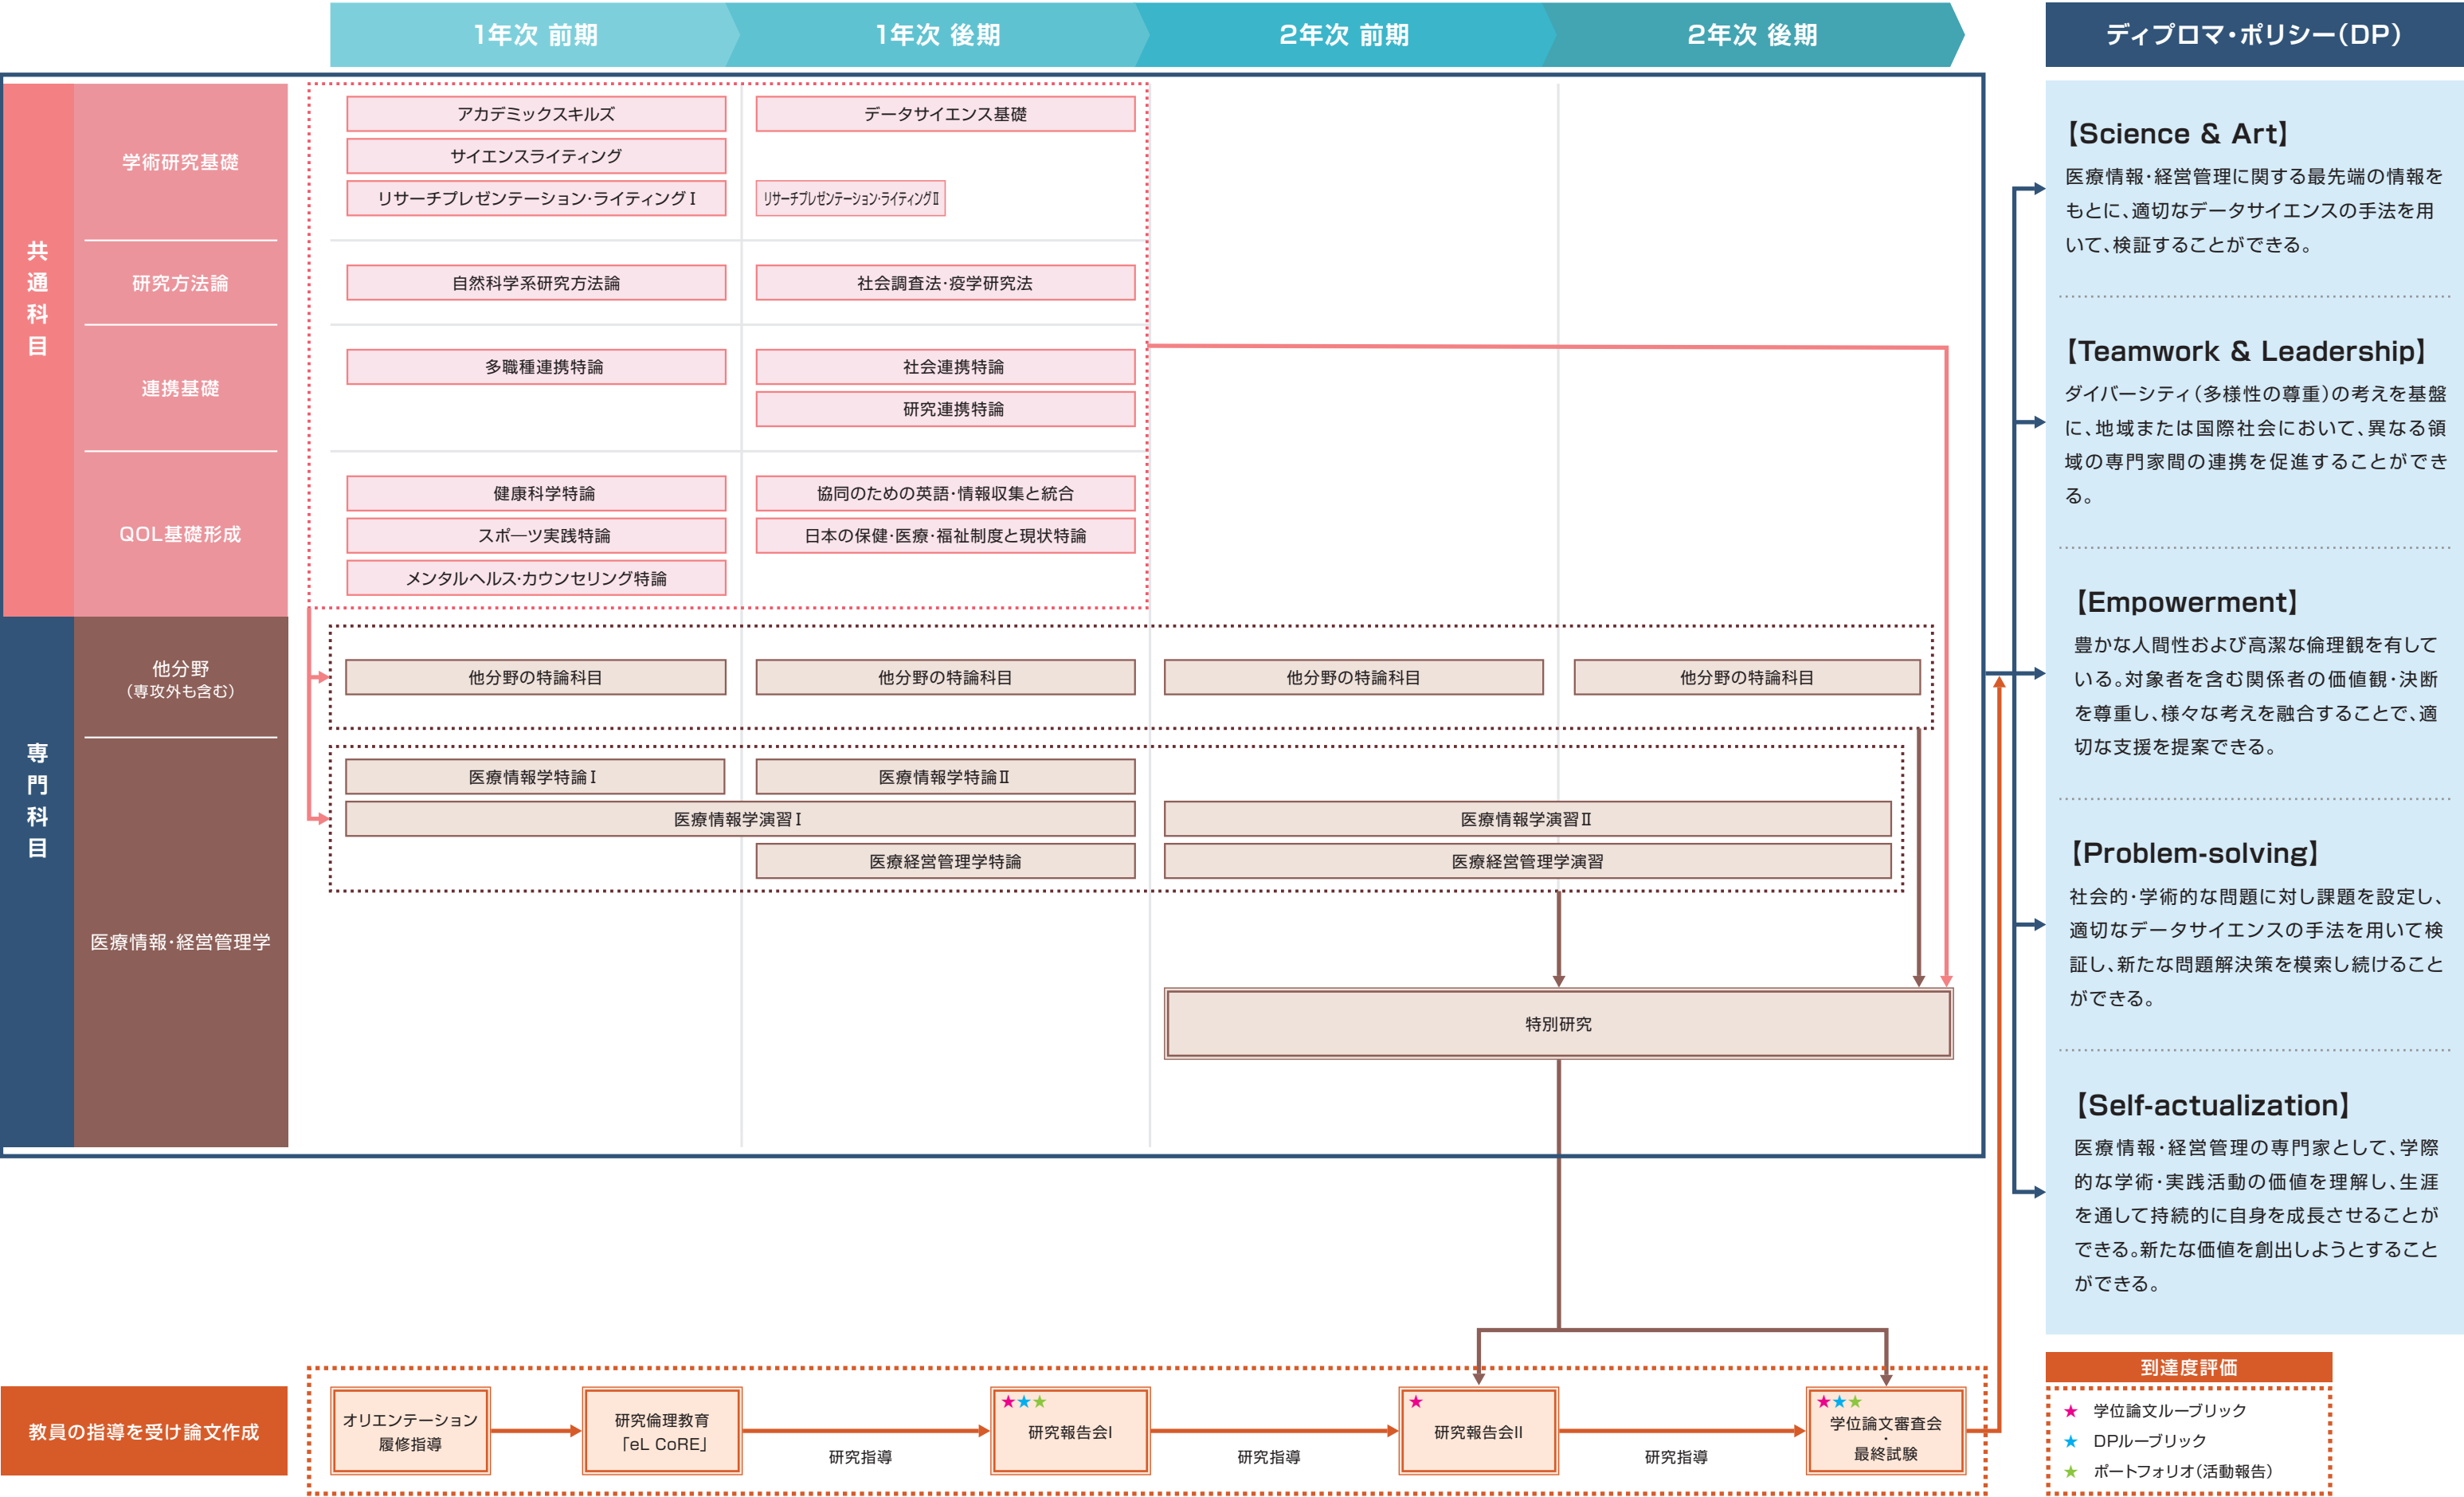 1年次 前期
1年次 後期
2年次 前期
2年次 後期
ディプロマ・ポリシー(DP)
共通科目
学術研究基礎
アカデミックスキルズ
データサイエンス基礎
サイエンスライティング
リサーチプレゼンテーション・ライティングⅠ
リサーチプレゼンテーション・ライティングⅡ
研究方法論
自然科学系研究方法論
社会調査法・疫学研究法
連携基礎
多職種連携特論
社会連携特論
研究連携特論
QOL基礎形成
健康科学特論
協同のための英語・情報収集と統合
スポーツ実践特論
日本の保健・医療・福祉制度と現状特論
メンタルヘルス・カウンセリング特論
専門科目
他分野
(専攻外も含む)
他分野の特論科目
他分野の特論科目
他分野の特論科目
他分野の特論科目
医療情報・経営管理学
医療情報学特論Ⅰ
医療情報学特論Ⅱ
医療情報学演習Ⅰ
医療情報学演習Ⅱ
医療経営管理学特論
医療経営管理学演習
特別研究
【Science & Art】
医療情報・経営管理に関する最先端の情報を
もとに、適切なデータサイエンスの手法を用
いて、検証することができる。
【Teamwork & Leadership】
ダイバーシティ(多様性の尊重)の考えを基盤
に、地域または国際社会において、異なる領
域の専門家間の連携を促進することができ
る。
【Empowerment】
豊かな人間性および高潔な倫理観を有して
いる。対象者を含む関係者の価値観・決断
を尊重し、様々な考えを融合することで、適
切な支援を提案できる。
【Problem-solving】
社会的・学術的な問題に対し課題を設定し、
適切なデータサイエンスの手法を用いて検
証し、新たな問題解決策を模索し続けること
ができる。
【Self-actualization】
医療情報・経営管理の専門家として、学際
的な学術・実践活動の価値を理解し、生涯
を通して持続的に自身を成長させることが
できる。新たな価値を創出しようとすること
ができる。
教員の指導を受け論文作成
オリエンテーション
履修指導
研究倫理教育
「eL CoRE」
研究指導
★★★
研究報告会I
研究指導
★
研究報告会II
研究指導
★★★
学位論文審査会
・
最終試験
到達度評価
★ 学位論文ルーブリック
★ DPルーブリック
★ ポートフォリオ(活動報告)